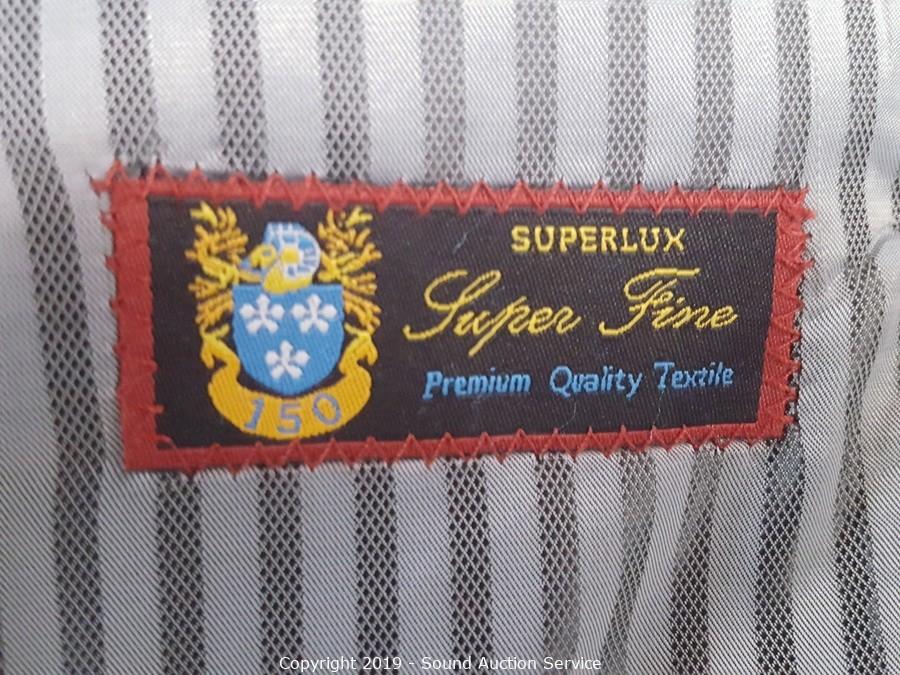 SUPERLUX
Super Fine
Premium Quality Textile
150
Copyright 2019 - Sound Auction Service